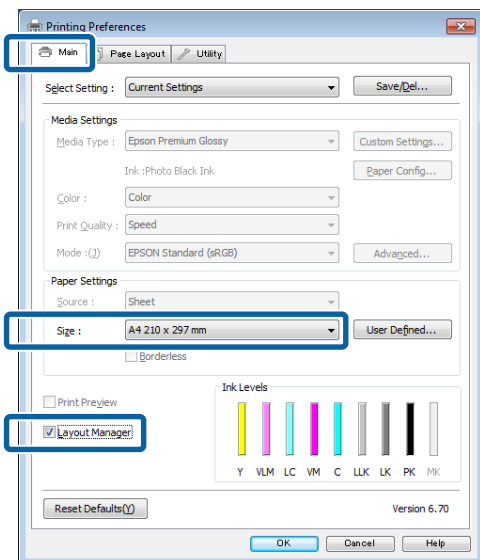 Printing Preferences
Main Page Layout Utility
Select Setting : Current Settings Save/Del...
Media Settings
Media Type : Epson Premium Glossy Custom Settings...
Ink :Photo Black Ink Paper Config...
Color : Color
Print Quality : Speed
Mode :(J) EPSON Standard (sRGB) Advanced...
Paper Settings
Source : Sheet
Size : A4 210 x 297 mm User Defined...
Borderless
Ink Levels
Print Preview
Layout Manager
Y VLM LC VM C LLK LK PK MK
Reset Defaults(Y) Version 6.70
OK Cancel Help